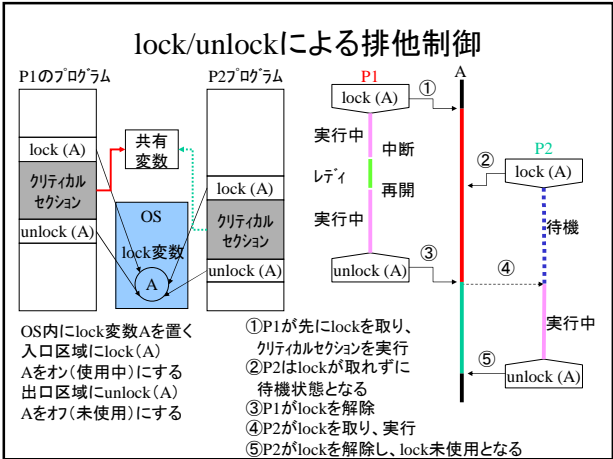 lock/unlockによる排他制御
P1のプログラム
lock (A)
クリティカル
セクション
unlock (A)
共有
変数
OS
lock変数
A
P2プログラム
lock (A)
クリティカル
セクション
unlock (A)
OS内にlock変数Aを置く
入口区域にlock(A)
Aをオン(使用中)にする
出口区域にunlock(A)
Aをオフ(未使用)にする
P1
lock (A)
①
A
実行中
中断
レディ
再開
実行中
unlock (A)
③
P2
②
lock (A)
待機
④
実行中
⑤
unlock (A)
①P1が先にlockを取り、
クリティカルセクションを実行
②P2はlockが取れずに
待機状態となる
③P1がlockを解除
④P2がlockを取り、実行
⑤P2がlockを解除し、lock未使用となる